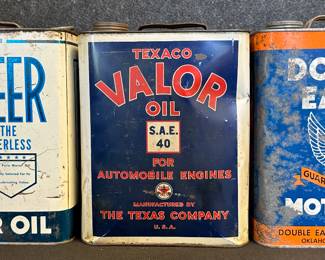 EER
THE
ERLESS
R OIL
TEXACO
VALOR
OIL
S.A.E.
40
FOR
AUTOMOBILE ENGINES
MANUFACTURED BY
THE TEXAS COMPANY
U.S.A.
DO
EA
GUAR
MOT
DOUBLE EA
OKLAHO